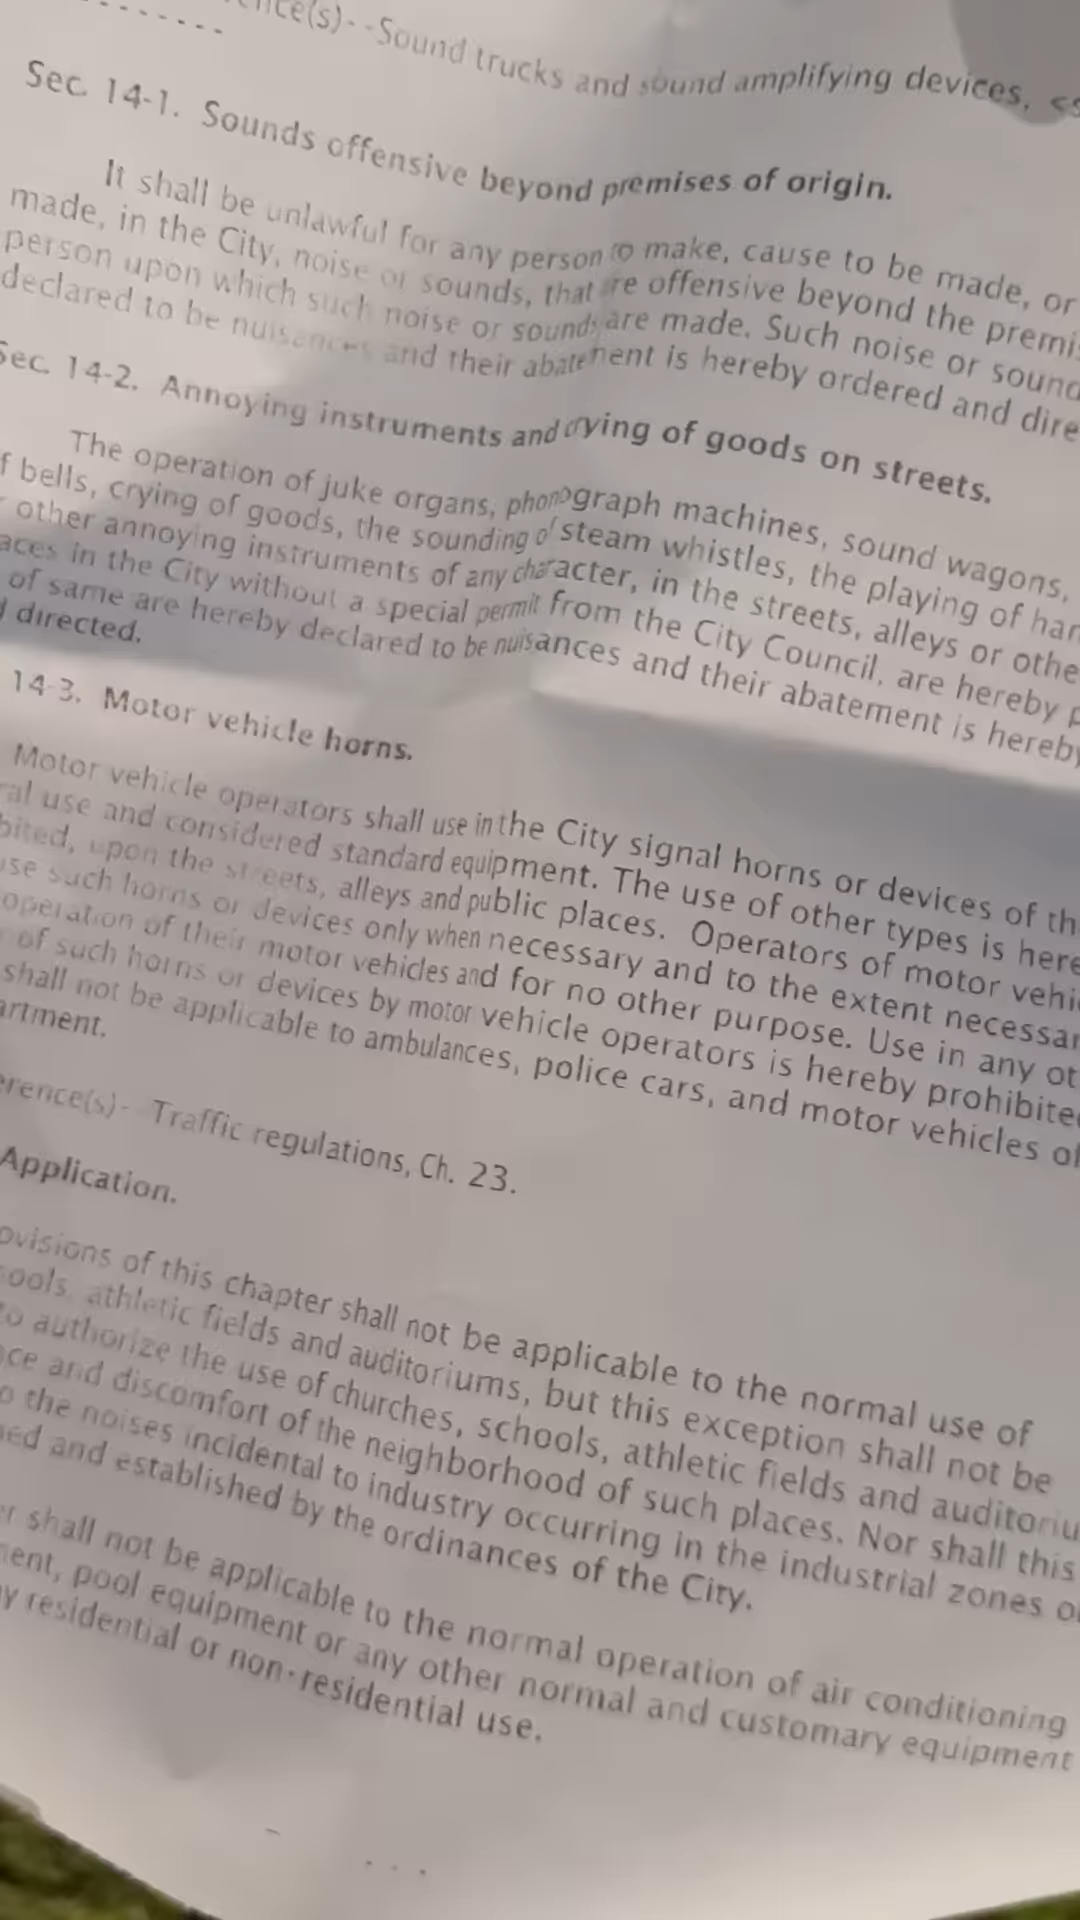 ence(s)--Sound trucks and sound amplifying devices,
Sec. 14-1. Sounds offensive beyond premises of origin.
It shall be unlawful for any person to make, cause to be made, or
made, in the City, noise or sounds, that are offensive beyond the premis
person upon which such noise or sounds are made. Such noise or sound
declared to be nuisances and their abatement is hereby ordered and dire
Sec. 14-2. Annoying instruments and crying of goods on streets.
The operation of juke organs, phonograph machines, sound wagons,
f bells, crying of goods, the sounding of steam whistles, the playing of har
other annoying instruments of any character, in the streets, alleys or othe
aces in the City without a special permit from the City Council, are hereby p
of same are hereby declared to be nuisances and their abatement is hereby
d directed.
14-3. Motor vehicle horns.
Motor vehicle operators shall use in the City signal horns or devices of th
ral use and considered standard equipment. The use of other types is here
bited, upon the streets, alleys and public places. Operators of motor vehic
use such horns or devices only when necessary and to the extent necessar
operation of their motor vehicles and for no other purpose. Use in any ot
of such horns or devices by motor vehicle operators is hereby prohibited
shall not be applicable to ambulances, police cars, and motor vehicles of
artment.
erence(s)--Traffic regulations, Ch. 23.
Application.
ovisions of this chapter shall not be applicable to the normal use of
ools, athletic fields and auditoriums, but this exception shall not be
to authorize the use of churches, schools, athletic fields and auditoriu
ce and discomfort of the neighborhood of such places. Nor shall this
o the noises incidental to industry occurring in the industrial zones
ned and established by the ordinances of the City.
er shall not be applicable to the normal operation of air conditioning
ent, pool equipment or any other normal and customary equipment
y residential or non-residential use.